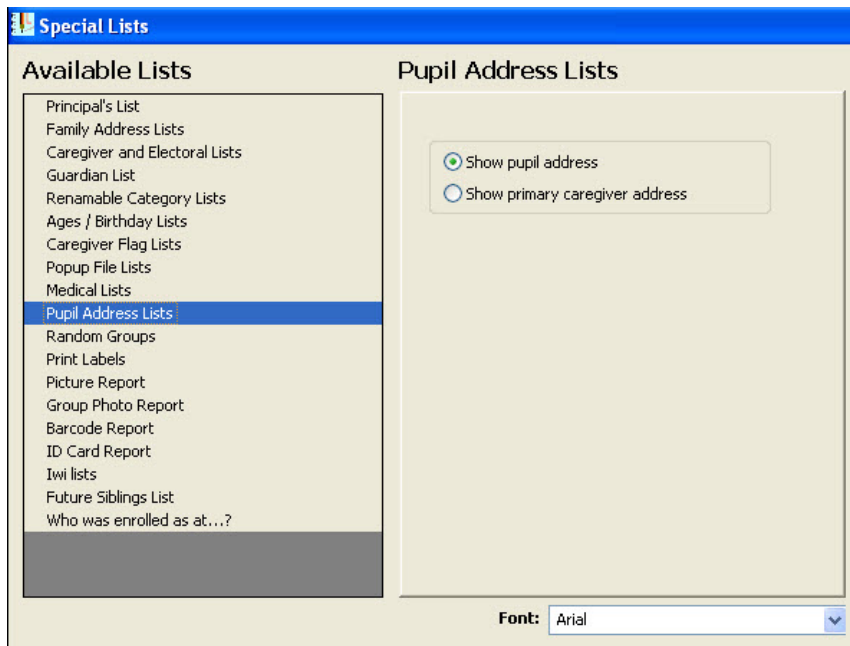 Special Lists
Available Lists
Principal's List
Family Address Lists
Caregiver and Electoral Lists
Guardian List
Renamable Category Lists
Ages / Birthday Lists
Caregiver Flag Lists
Popup File Lists
Medical Lists
Pupil Address Lists
Random Groups
Print Labels
Picture Report
Group Photo Report
Barcode Report
ID Card Report
Iwi lists
Future Siblings List
Who was enrolled as at...?
Pupil Address Lists
Show pupil address
Show primary caregiver address
Font: Arial